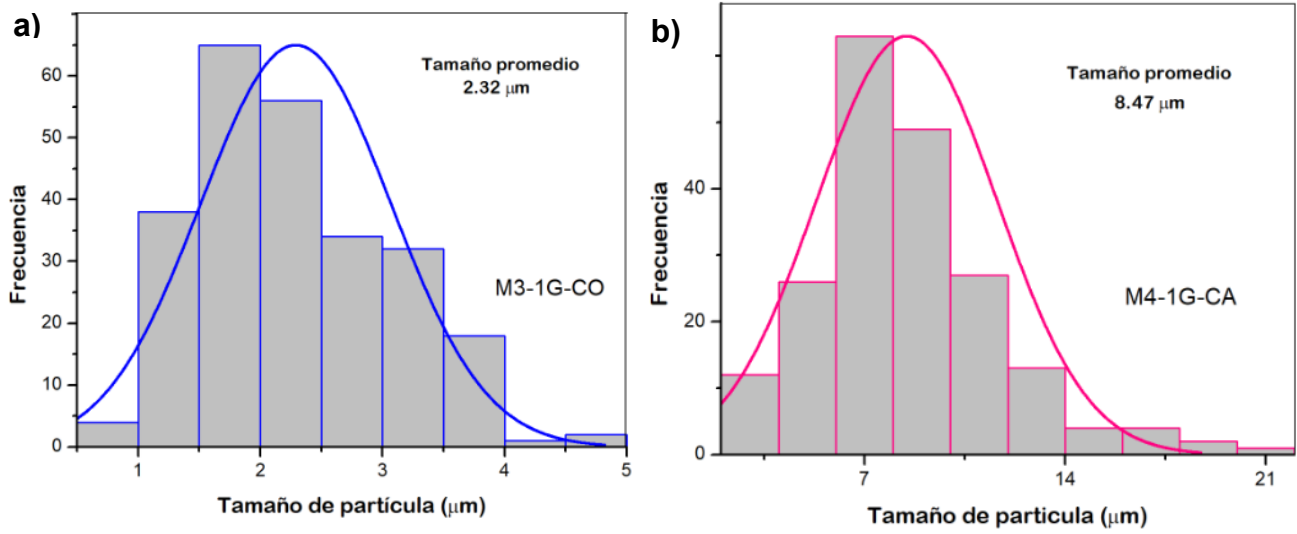 a)
Tamaño promedio
2.32 μm
M3-1G-CO
Frecuencia
60
50
40
30
20
10
0
1 2 3 4 5
Tamaño de partícula (μm)
b)
Tamaño promedio
8.47 μm
M4-1G-CA
Frecuencia
40
20
0
7 14 21
Tamaño de particula (μm)